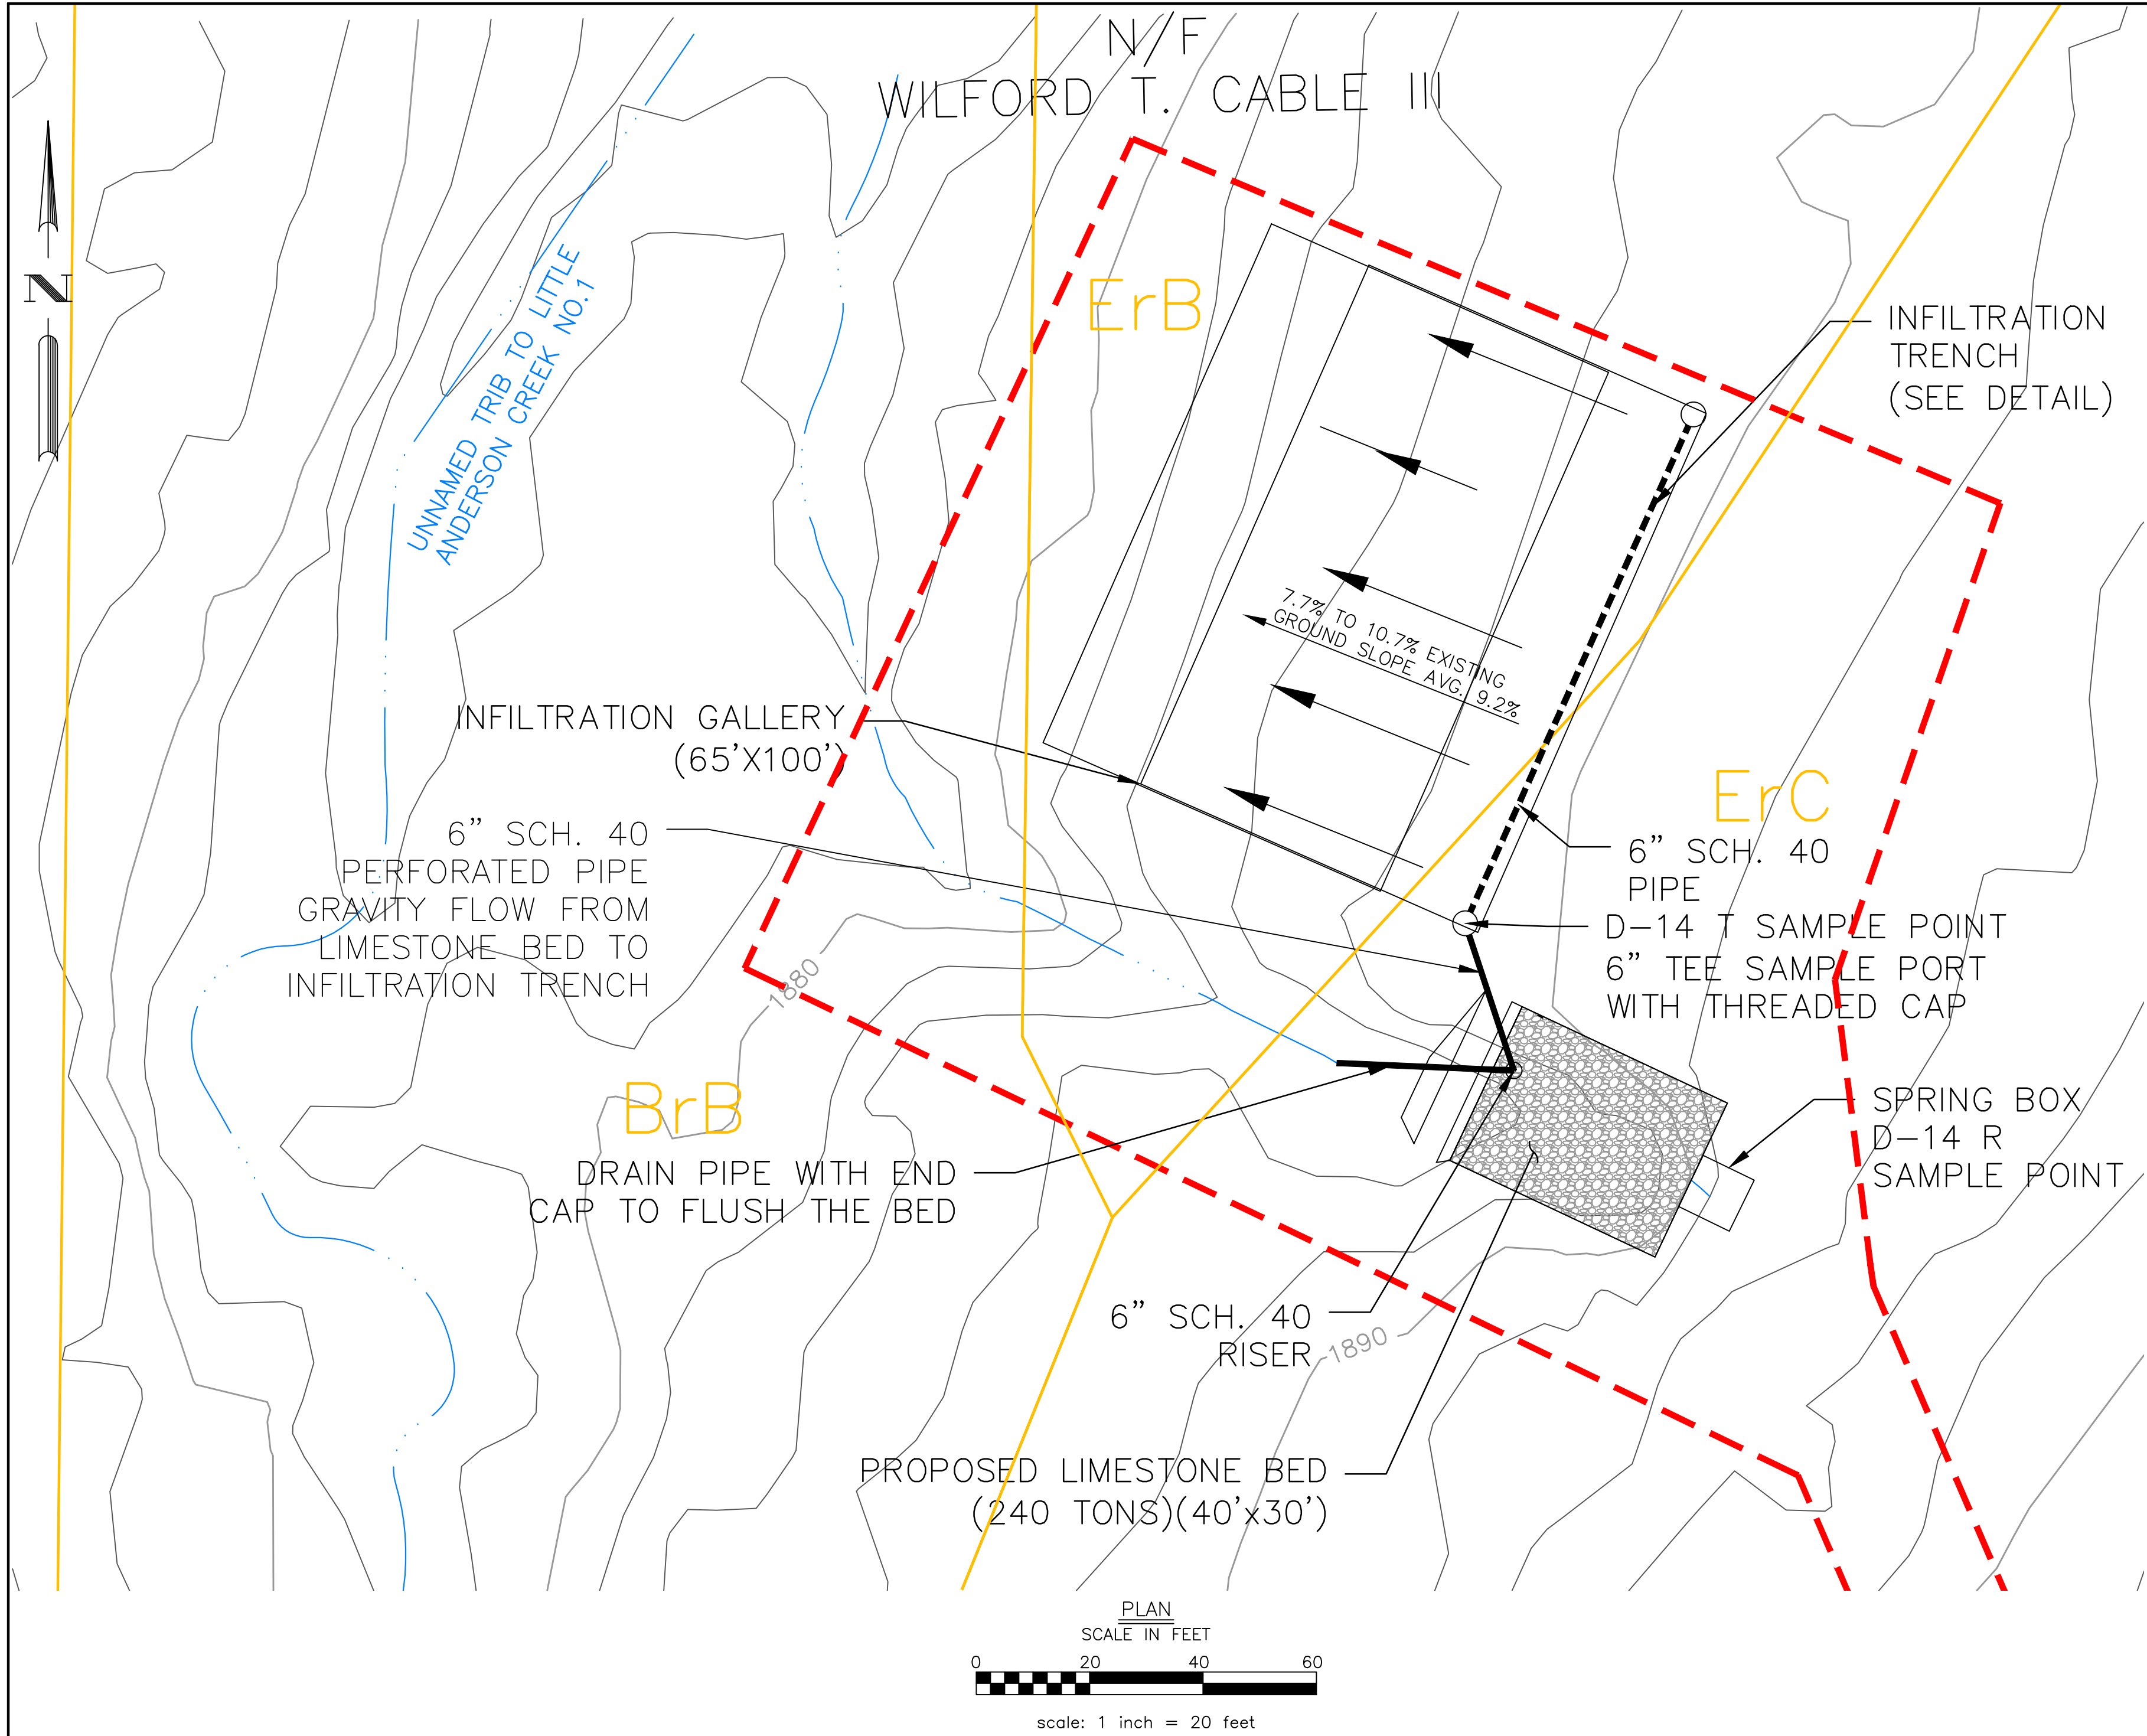 N/F
WILFORD T. CABLE III
N
UNNAMED TRIB TO LITTLE
ANDERSON CREEK NO.1
ErB
INFILTRATION
TRENCH
(SEE DETAIL)
7.7% TO 10.7% EXISTING
GROUND SLOPE AVG. 9.2%
INFILTRATION GALLERY
(65'X100')
ErC
6” SCH. 40
PERFORATED PIPE
GRAVITY FLOW FROM
LIMESTONE BED TO
INFILTRATION TRENCH
6” SCH. 40
PIPE
D-14 T SAMPLE POINT
6” TEE SAMPLE PORT
WITH THREADED CAP
1880
BrB
SPRING BOX
D-14 R
SAMPLE POINT
DRAIN PIPE WITH END
CAP TO FLUSH THE BED
6” SCH. 40
RISER
1890
PROPOSED LIMESTONE BED
(240 TONS)(40'x30')
PLAN
SCALE IN FEET
0 20 40 60
scale: 1 inch = 20 feet